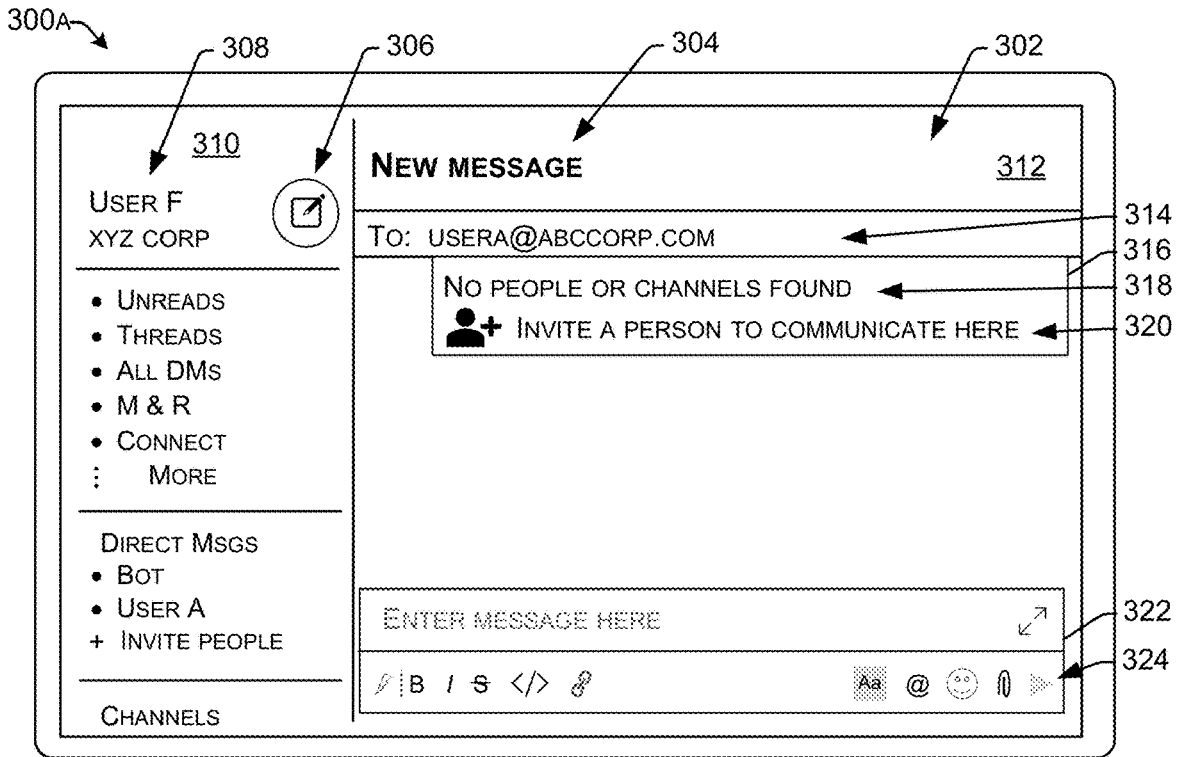 300A
308
306
304
302
310
NEW MESSAGE
312
USER F
XYZ CORP
TO: USERA@ABCCORP.COM
314
316
NO PEOPLE OR CHANNELS FOUND
318
INVITE A PERSON TO COMMUNICATE HERE
320
• UNREADS
• THREADS
• ALL DMS
• M & R
• CONNECT
⋮ MORE
DIRECT MSGS
• BOT
• USER A
+ INVITE PEOPLE
CHANNELS
ENTER MESSAGE HERE
322
B I S </> Aa @
324